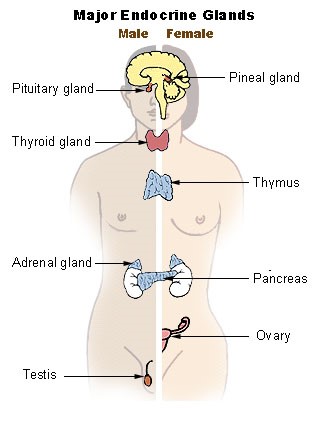 Major Endocrine Glands
Male Female
Pineal gland
Pituitary gland
Thyroid gland
Thymus
Adrenal gland
Pancreas
Ovary
Testis